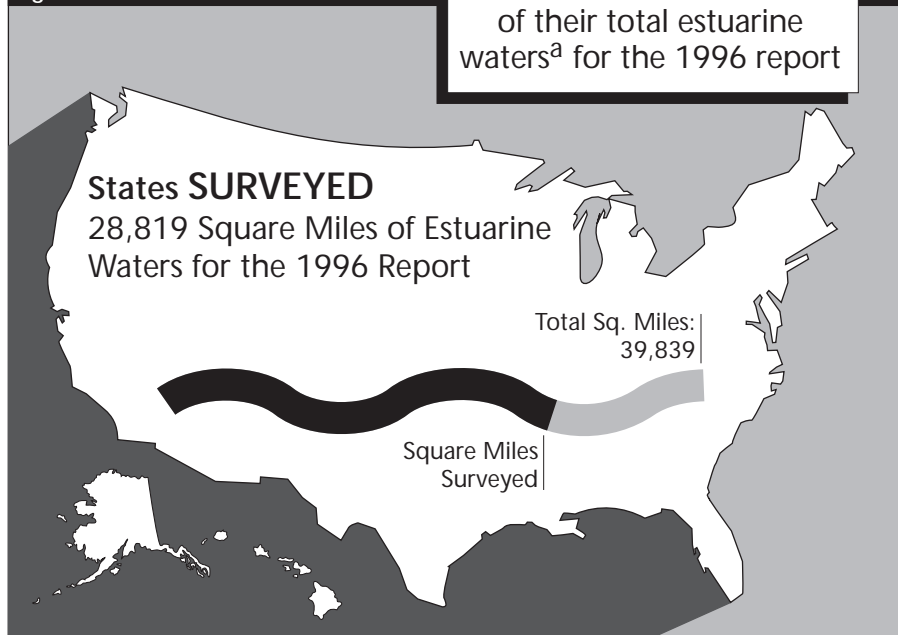 of their total estuarine
watersa for the 1996 report
States SURVEYED
28,819 Square Miles of Estuarine
Waters for the 1996 Report
Total Sq. Miles:
39,839
Square Miles
Surveyed